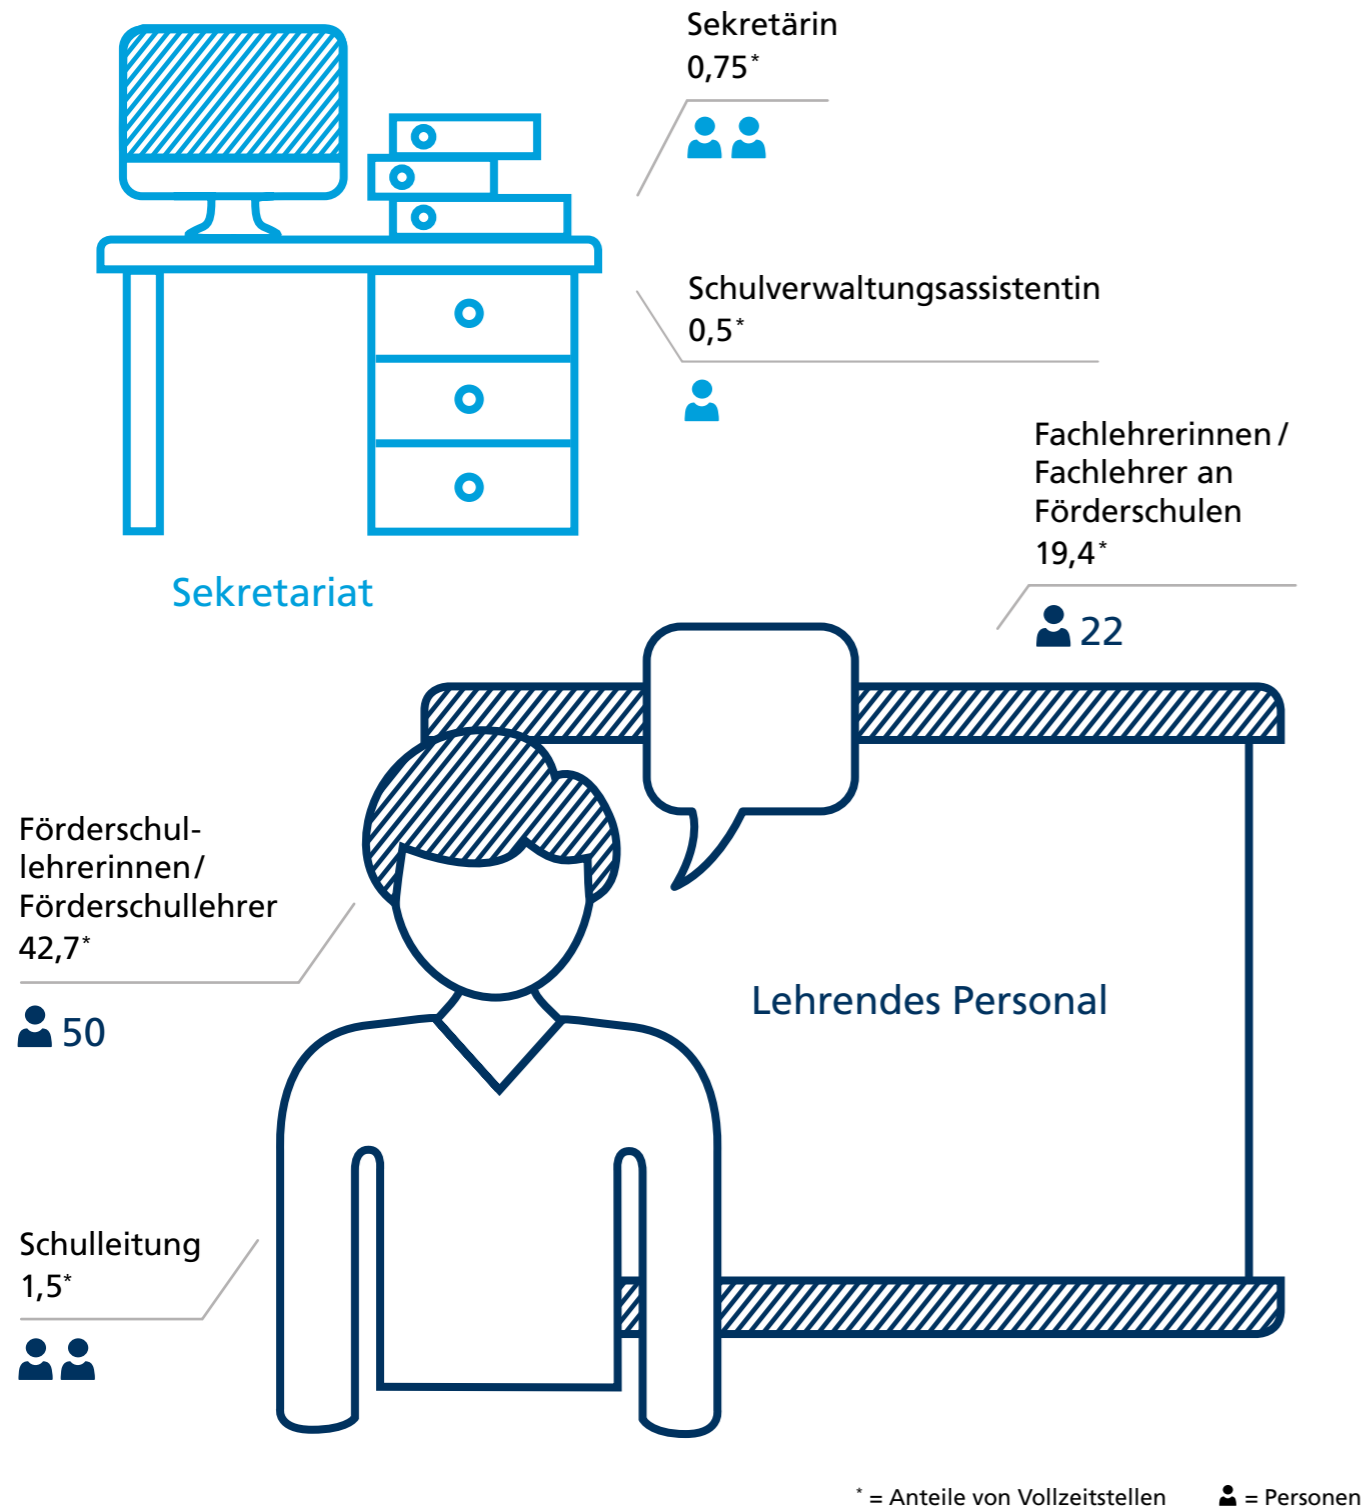 Sekretärin
0,75*
Schulverwaltungsassistentin
0,5*
Sekretariat
Fachlehrerinnen /
Fachlehrer an
Förderschulen
19,4*
22
Förderschul-
lehrerinnen /
Förderschullehrer
42,7*
50
Lehrendes Personal
Schulleitung
1,5*
* = Anteile von Vollzeitstellen = Personen